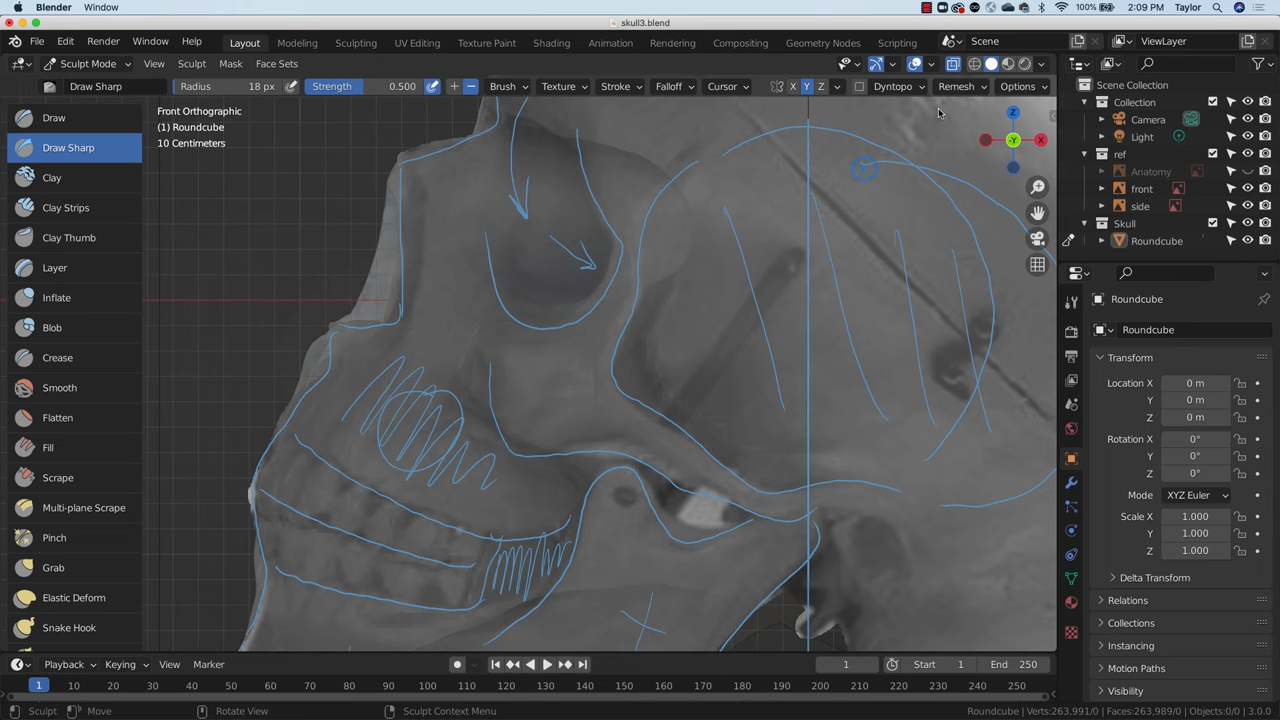 Blender Window 100% 2:09 PM Taylor
skull3.blend
File Edit Render Window Help Layout Modeling Sculpting UV Editing Texture Paint Shading Animation Rendering Compositing Geometry Nodes Scripting Scene ViewLayer
Sculpt Mode View Sculpt Mask Face Sets
Draw Sharp Radius 18 px Strength 0.500 Brush Texture Stroke Falloff Cursor X Y Z Dyntopo Remesh Options
Front Orthographic
(1) Roundcube
10 Centimeters
Z
-Y
X
Draw
Draw Sharp
Clay
Clay Strips
Clay Thumb
Layer
Inflate
Blob
Crease
Smooth
Flatten
Fill
Scrape
Multi-plane Scrape
Pinch
Grab
Elastic Deform
Snake Hook
Scene Collection
Collection
Camera
Light
ref
Anatomy
front
side
Skull
Roundcube
Roundcube
Roundcube
Transform
Location X 0 m
Y 0 m
Z 0 m
Rotation X 0°
Y 0°
Z 0°
Mode XYZ Euler
Scale X 1.000
Y 1.000
Z 1.000
Delta Transform
Relations
Collections
Instancing
Motion Paths
Visibility
Playback Keying View Marker 1 Start 1 End 250
1 10 20 30 40 50 60 70 80 90 100 110 120 130 140 150 160 170 180 190 200 210 220 230 240 250
Sculpt Move Rotate View Sculpt Context Menu Roundcube | Verts:263,991/0 | Faces:263,989/0 | Objects:0/0 | 3.0.0